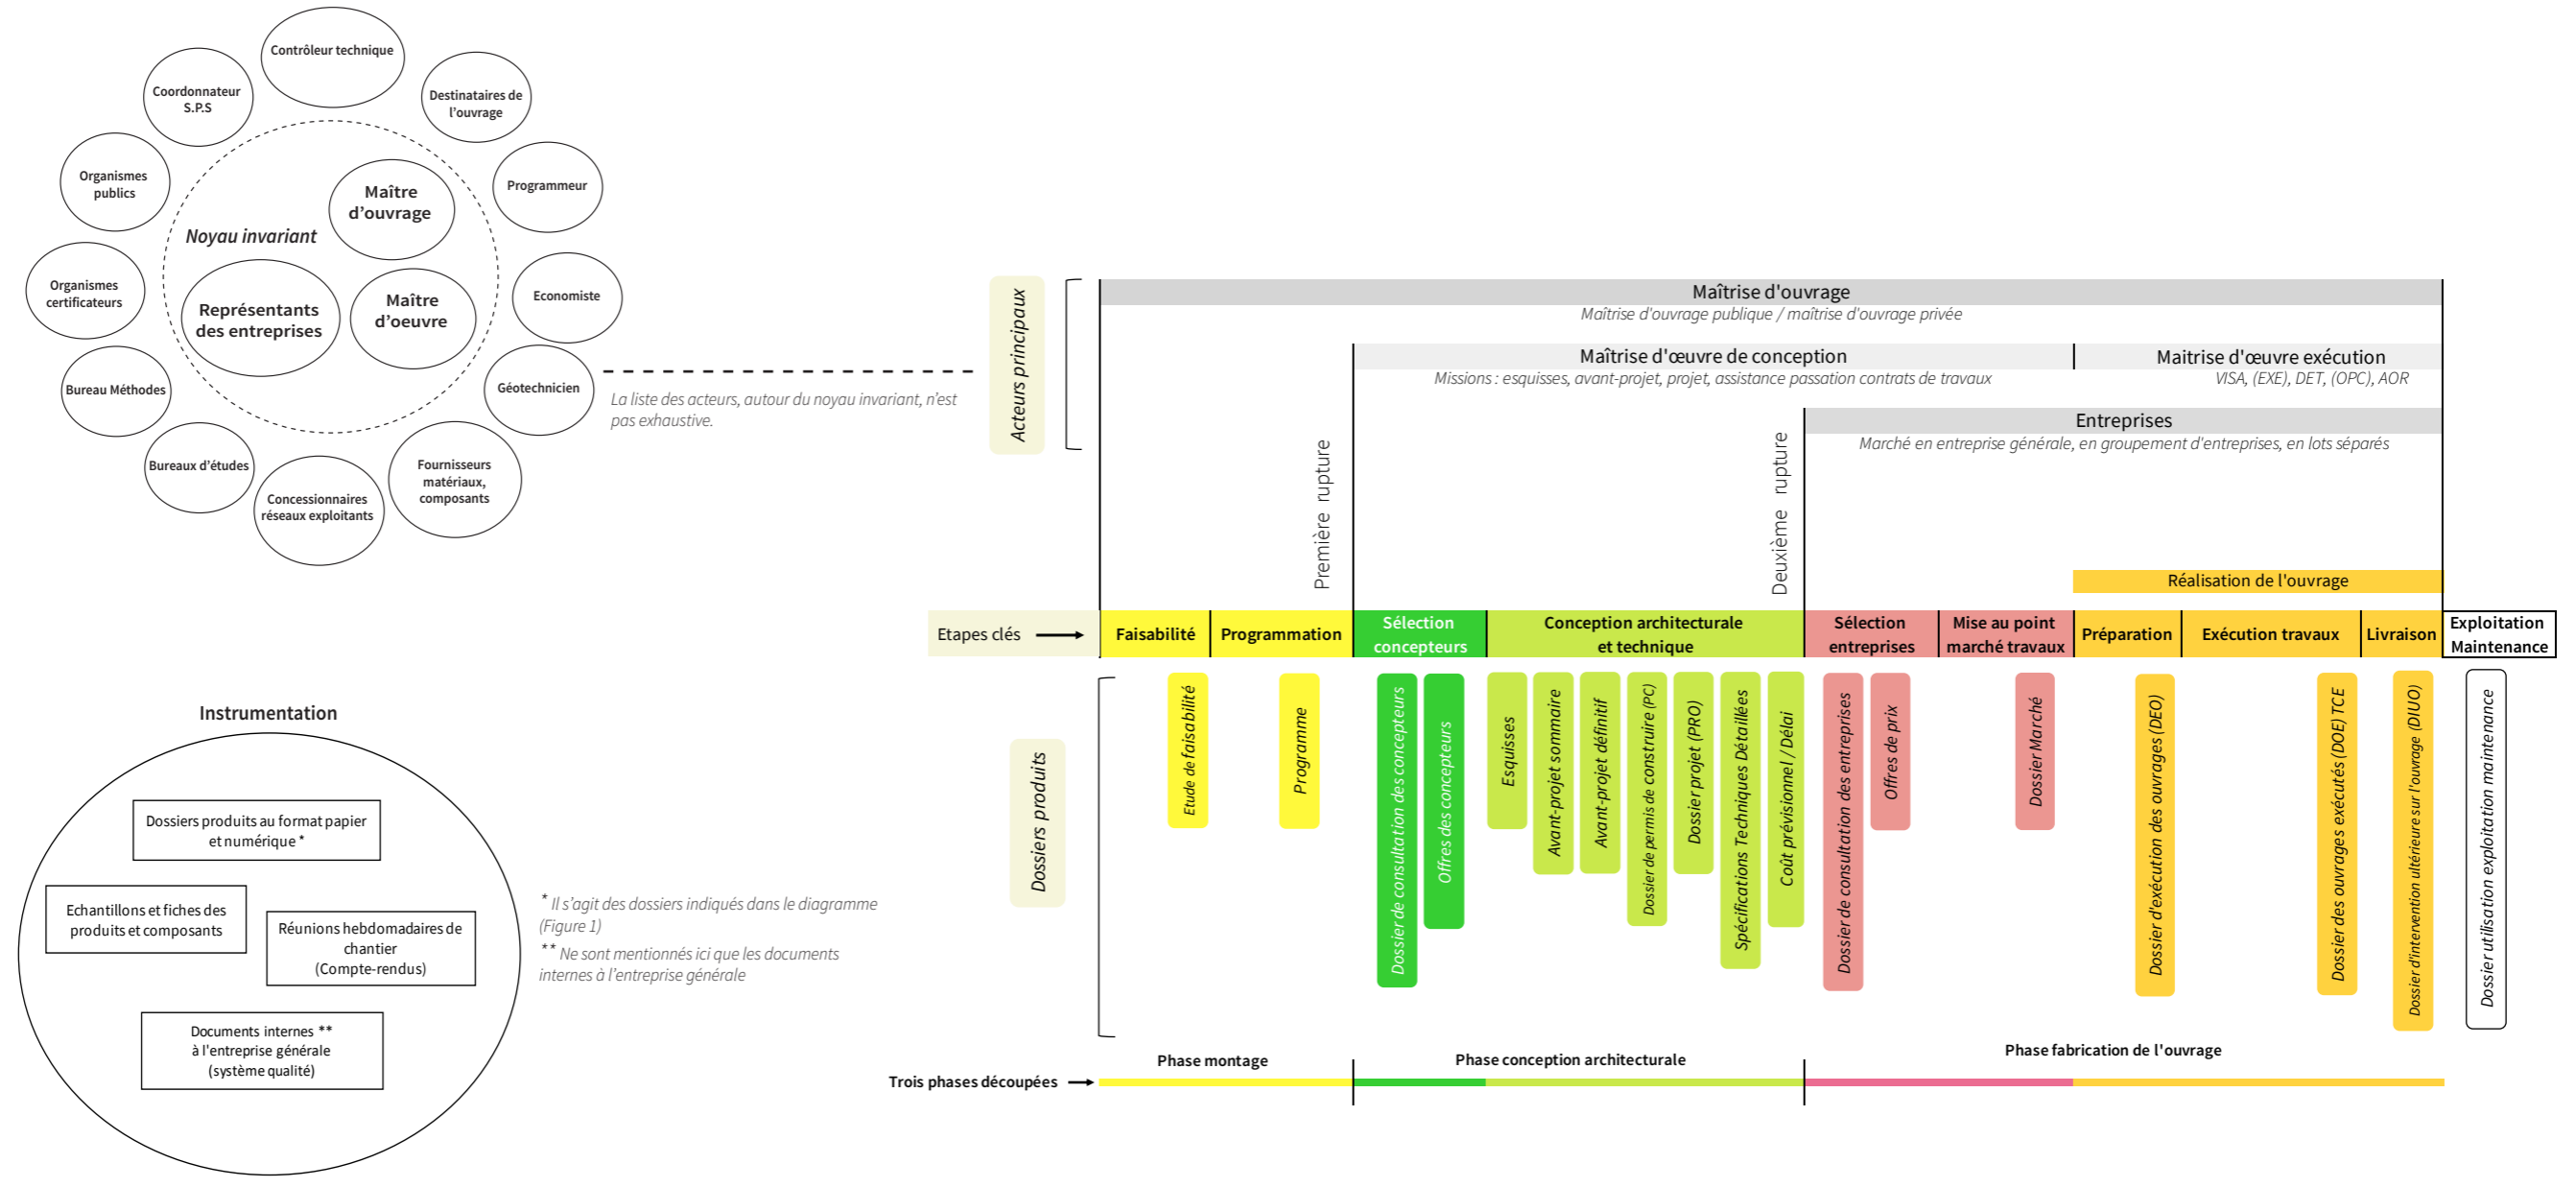 Contrôleur technique
Coordonnateur
S.P.S
Destinataires de
l'ouvrage
Organismes
publics
Programmeur
Maître
d'ouvrage
Noyau invariant
Organismes
certificateurs
Economiste
Représentants
des entreprises
Maître
d'oeuvre
Bureau Méthodes
Géotechnicien
Bureaux d'études
Fournisseurs
matériaux,
composants
Concessionnaires
réseaux exploitants
La liste des acteurs, autour du noyau invariant, n'est
pas exhaustive.
Acteurs principaux
Maîtrise d'ouvrage
Maîtrise d'ouvrage publique / maîtrise d'ouvrage privée
Maîtrise d'œuvre de conception
Missions : esquisses, avant-projet, projet, assistance passation contrats de travaux
Maitrise d'œuvre exécution
VISA, (EXE), DET, (OPC), AOR
Entreprises
Marché en entreprise générale, en groupement d'entreprises, en lots séparés
Première rupture
Deuxième rupture
Réalisation de l'ouvrage
Etapes clés
Faisabilité
Programmation
Sélection
concepteurs
Conception architecturale
et technique
Sélection
entreprises
Mise au point
marché travaux
Préparation
Exécution travaux
Livraison
Exploitation
Maintenance
Dossiers produits
Etude de faisabilité
Programme
Dossier de consultation des concepteurs
Offres des concepteurs
Esquisses
Avant-projet sommaire
Avant-projet définitif
Dossier de permis de construire (PC)
Dossier projet (PRO)
Spécifications Techniques Détaillées
Coût prévisionnel / Délai
Dossier de consultation des entreprises
Offres de prix
Dossier Marché
Dossier d'exécution des ouvrages (DEO)
Dossier des ouvrages exécutés (DOE) TCE
Dossier d'intervention ultérieure sur l'ouvrage (DIUO)
Dossier utilisation exploitation maintenance
Instrumentation
Dossiers produits au format papier
et numérique *
Echantillons et fiches des
produits et composants
Réunions hebdomadaires de
chantier
(Compte-rendus)
Documents internes **
à l'entreprise générale
(système qualité)
* Il s'agit des dossiers indiqués dans le diagramme
(Figure 1)
** Ne sont mentionnés ici que les documents
internes à l'entreprise générale
Trois phases découpées
Phase montage
Phase conception architecturale
Phase fabrication de l'ouvrage